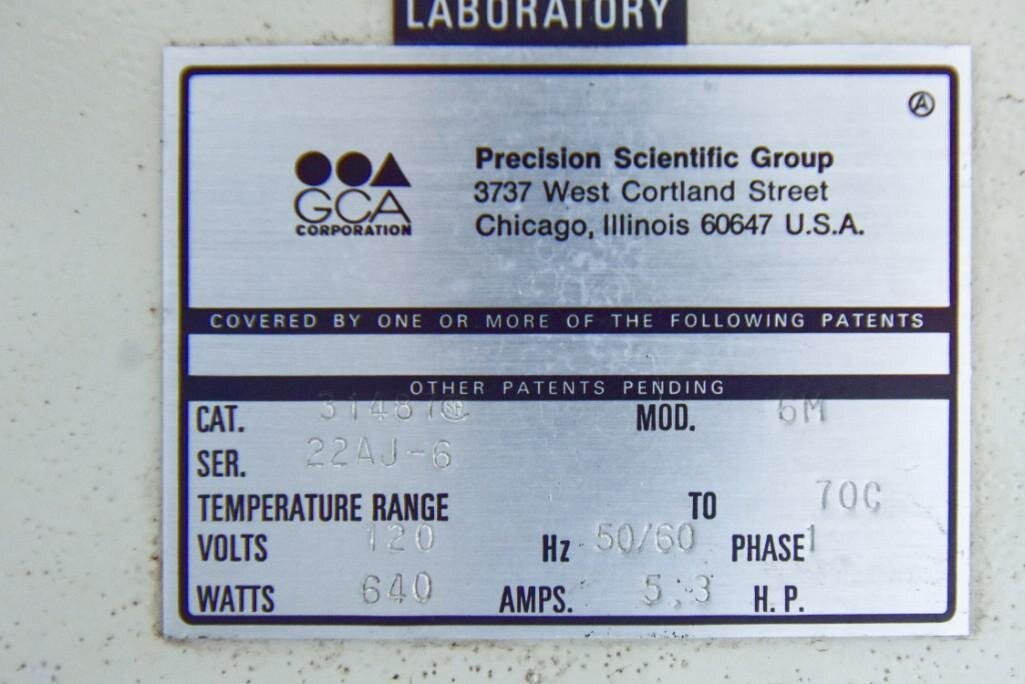 LABORATORY
Ⓐ
GCA
CORPORATION
Precision Scientific Group
3737 West Cortland Street
Chicago, Illinois 60647 U.S.A.
COVERED BY ONE OR MORE OF THE FOLLOWING PATENTS
OTHER PATENTS PENDING
CAT. 31487 MOD. 6M
SER. 22AJ-6
TEMPERATURE RANGE TO 70C
VOLTS 120 Hz 50/60 PHASE 1
WATTS 640 AMPS. 5.3 H. P.